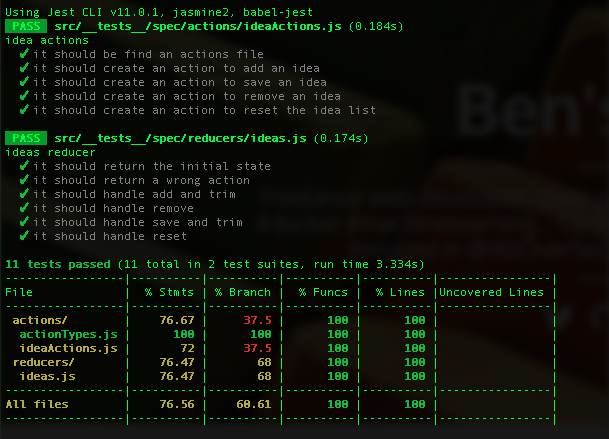 Using Jest CLI v11.0.1, jasmine2, babel-jest
PASS src/__tests__/spec/actions/ideaActions.js (0.184s)
idea actions
✔ it should be find an actions file
✔ it should create an action to add an idea
✔ it should create an action to save an idea
✔ it should create an action to remove an idea
✔ it should create an action to reset the idea list
PASS src/__tests__/spec/reducers/ideas.js (0.174s)
ideas reducer
✔ it should return the initial state
✔ it should return a wrong action
✔ it should handle add and trim
✔ it should handle remove
✔ it should handle save and trim
✔ it should handle reset
11 tests passed (11 total in 2 test suites, run time 3.334s)
File | % Stmts | % Branch | % Funcs | % Lines |Uncovered Lines |
actions/ | 76.67 | 37.5 | 100 | 100 | |
actionTypes.js | 100 | 100 | 100 | 100 | |
ideaActions.js | 72 | 37.5 | 100 | 100 | |
reducers/ | 76.47 | 68 | 100 | 100 | |
ideas.js | 76.47 | 68 | 100 | 100 | |
All files | 76.56 | 60.61 | 100 | 100 | |
Ben's